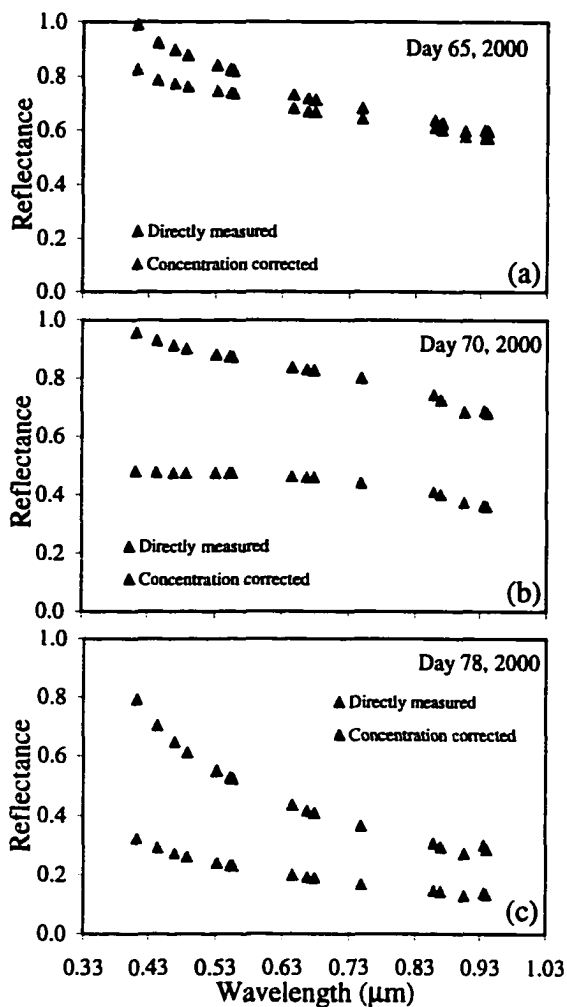 1.0
Day 65, 2000
0.8
0.6
Reflectance
0.4
▲ Directly measured
0.2
▲ Concentration corrected
(a)
0.0
1.0
Day 70, 2000
0.8
0.6
Reflectance
0.4
▲ Directly measured
0.2
▲ Concentration corrected
(b)
0.0
1.0
Day 78, 2000
0.8
▲ Directly measured
▲ Concentration corrected
0.6
Reflectance
0.4
0.2
(c)
0.0
0.33 0.43 0.53 0.63 0.73 0.83 0.93 1.03
Wavelength (μm)